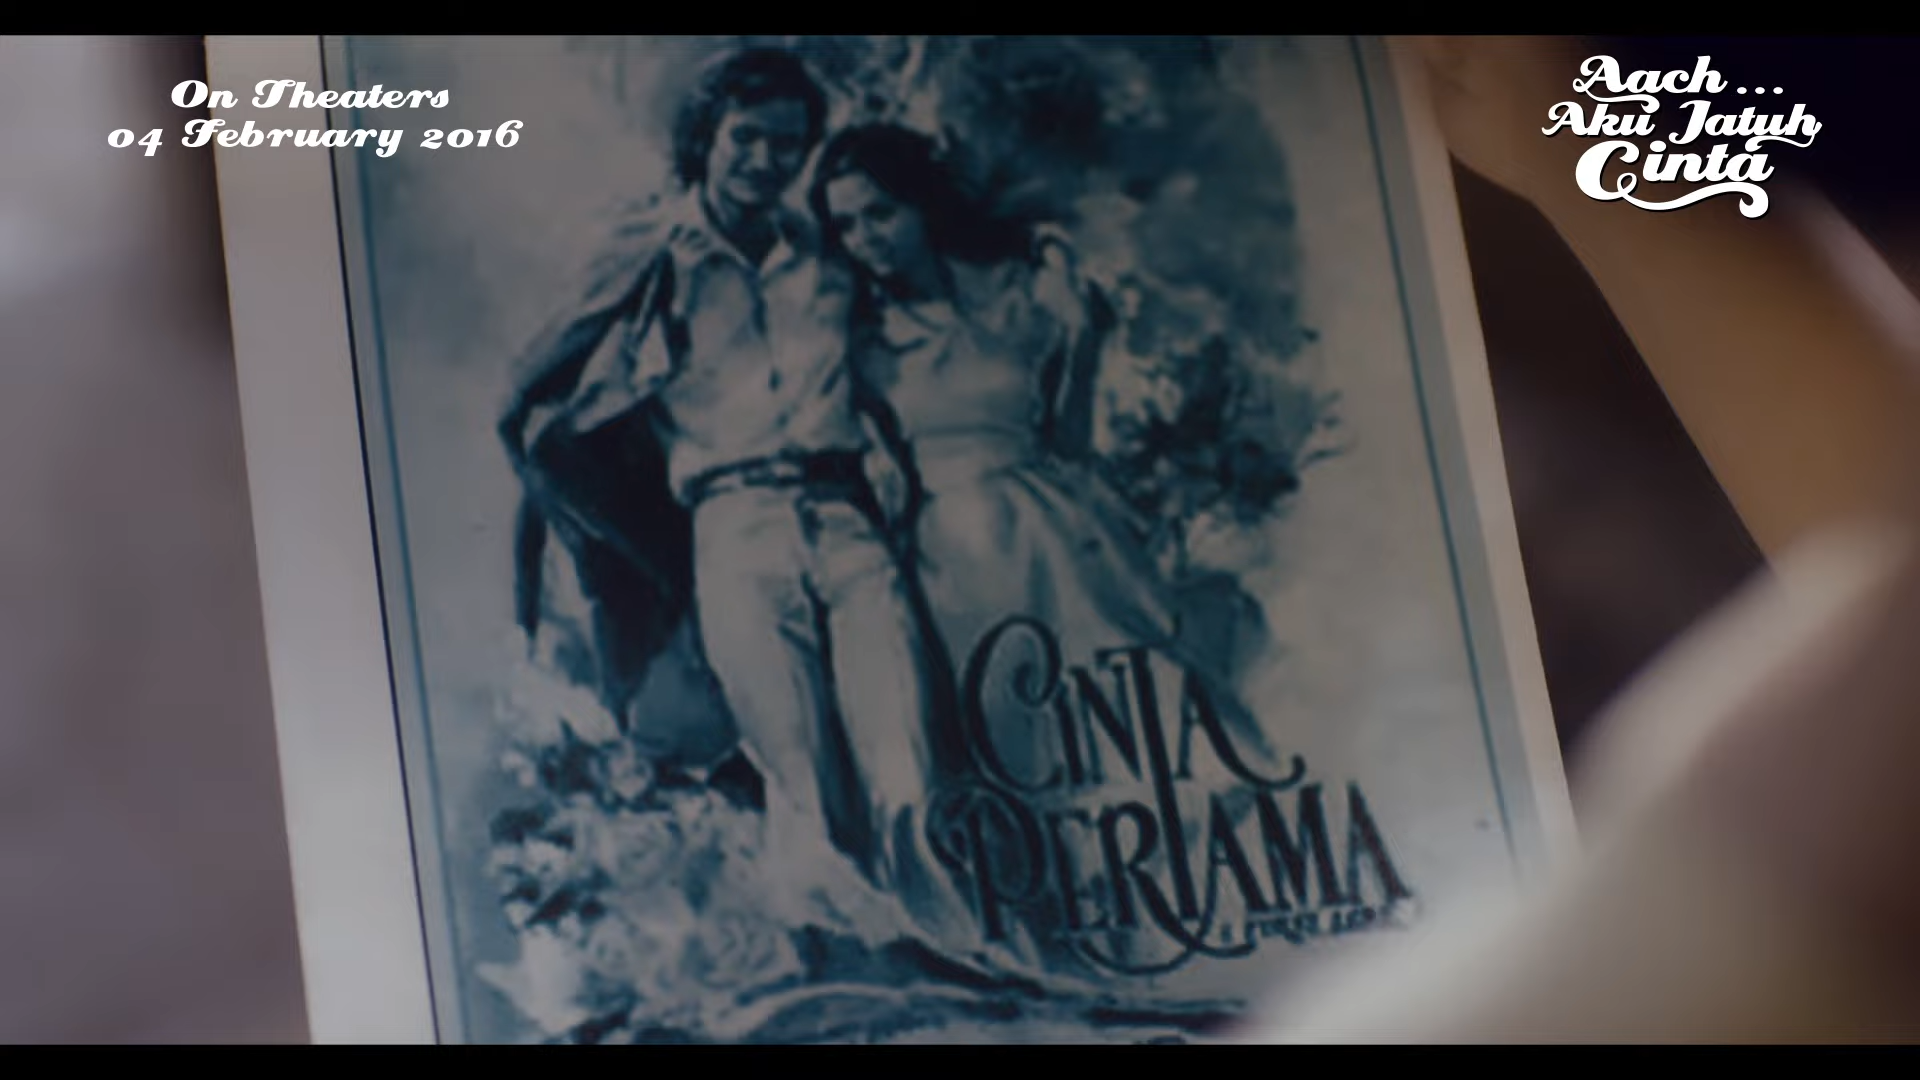 On Theaters
04 February 2016
Aach...
Aku Jatuh
Cinta
CINTA
PERTAMA